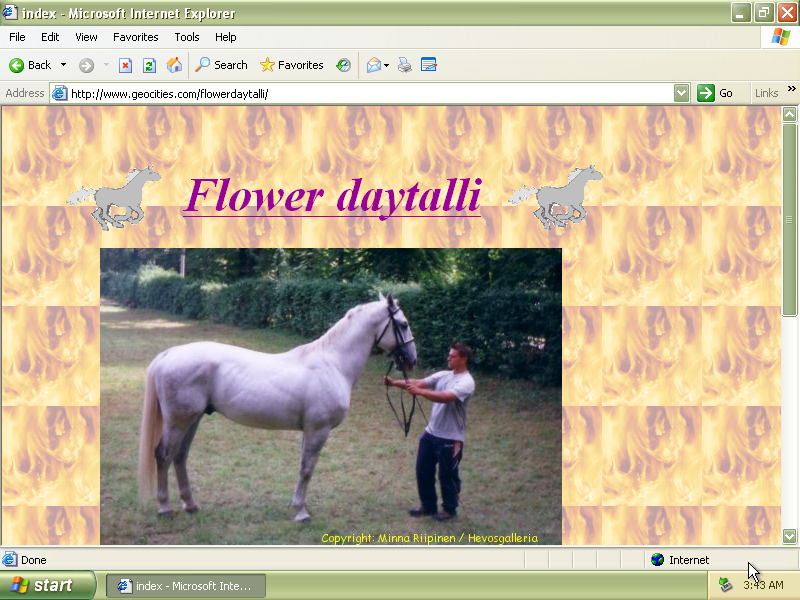 index - Microsoft Internet Explorer
File Edit View Favorites Tools Help
Back Search Favorites
Address http://www.geocities.com/flowerdaytalli/ Go Links »
Flower daytalli
Copyright: Minna Riipinen / Hevosgalleria
Done Internet
start index - Microsoft Inte... 3:43 AM